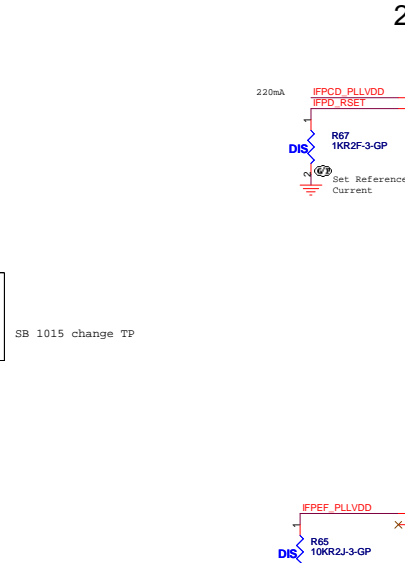 2
220mA
IFPCD_PLLVDD
IFPD_RSET
1
R67
1KR2F-3-GP
DIS
2
Set Reference
Current
SB 1015 change TP
IFPEF_PLLVDD
1
R65
10KR2J-3-GP
DIS